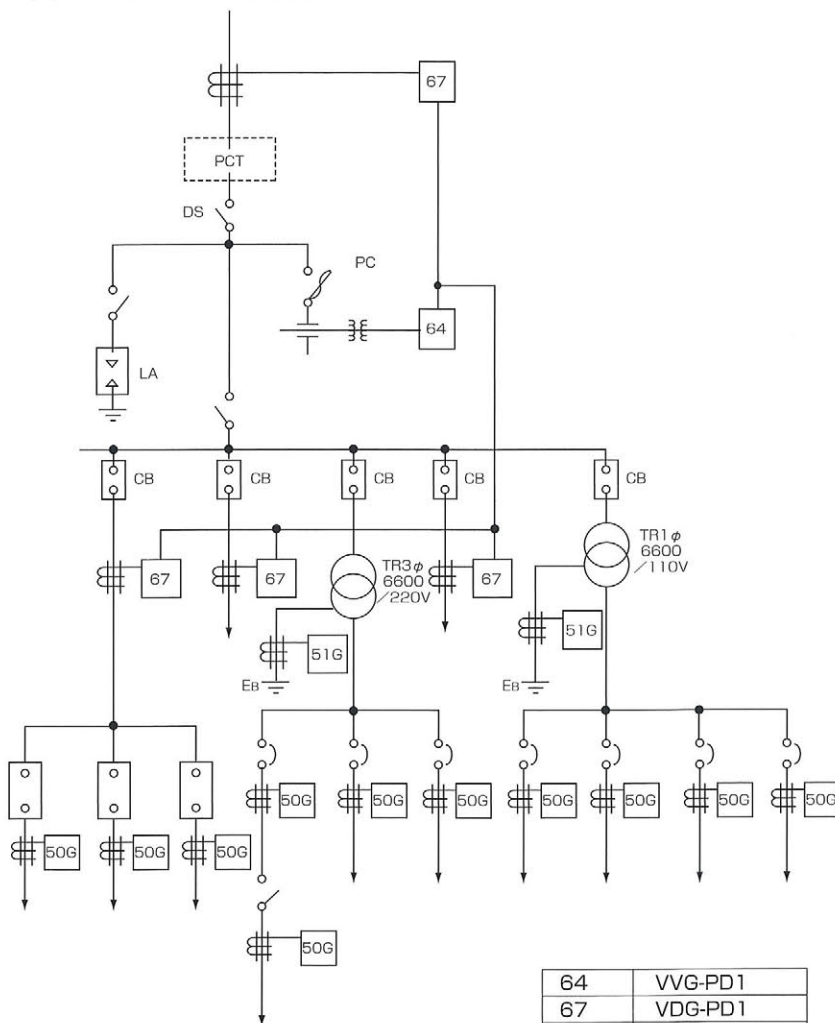 67
PCT
DS
PC
64
LA
CB
CB
CB
CB
CB
67
67
TR3φ
6600
/220V
67
TR1φ
6600
/110V
51G
51G
EB
EB
50G
50G
50G
50G
50G
50G
50G
50G
50G
50G
50G
64 VVG-PD1
67 VDG-PD1